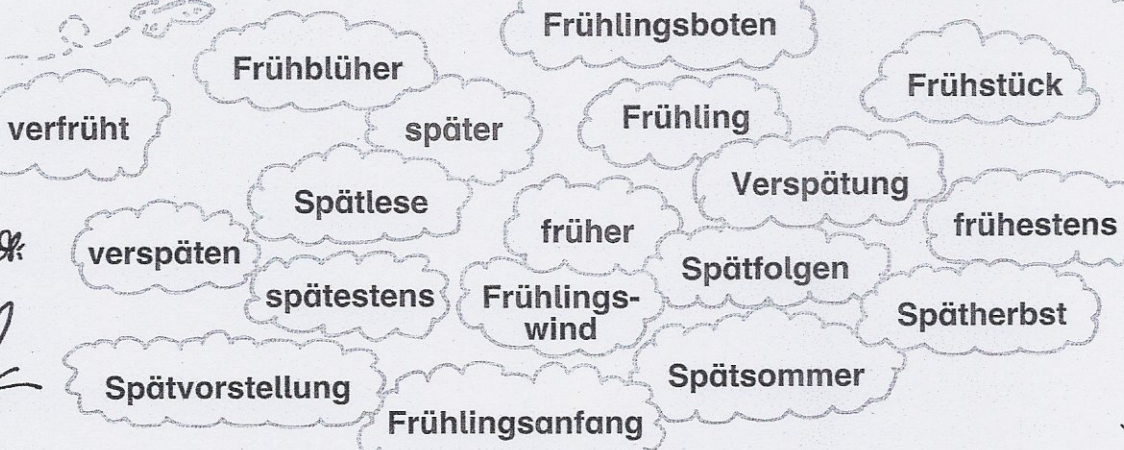 Frühlingsboten
Frühblüher
Frühstück
verfrüht
später
Frühling
Verspätung
Spätlese
früher
frühestens
verspäten
Spätfolgen
spätestens
Frühlings-
wind
Spätherbst
Spätvorstellung
Spätsommer
Frühlingsanfang